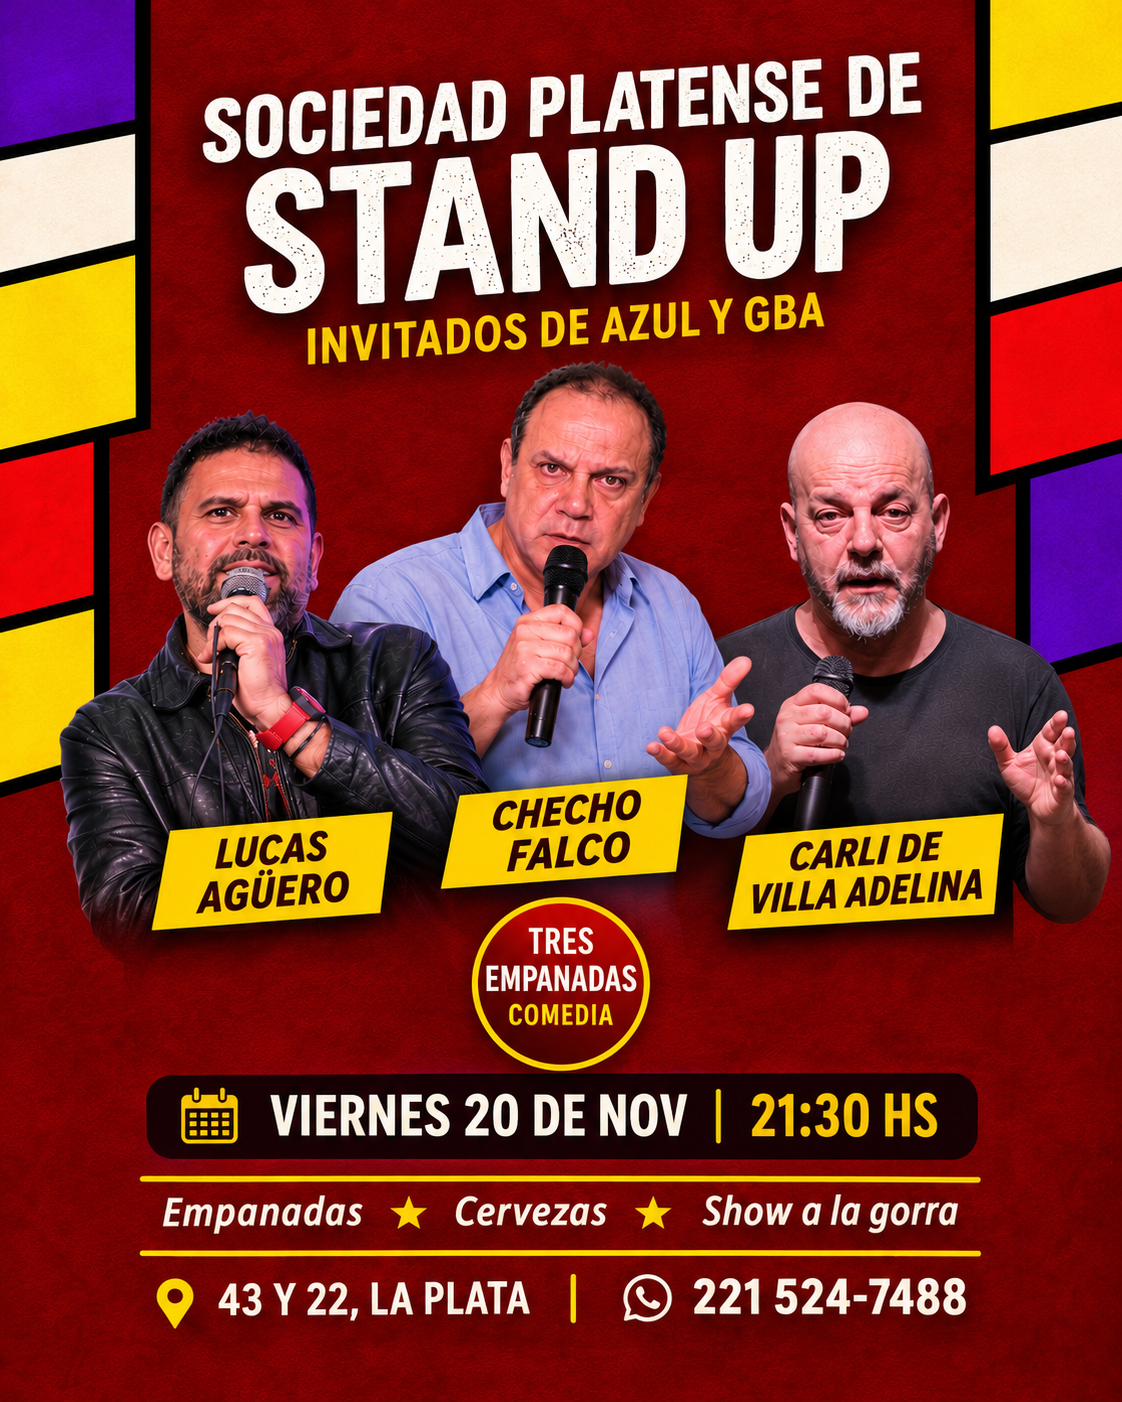 SOCIEDAD PLATENSE DE
STAND UP
INVITADOS DE AZUL Y GBA
LUCAS
AGÜERO
CHECHO
FALCO
CARLI DE
VILLA ADELINA
TRES
EMPANADAS
COMEDIA
VIERNES 20 DE NOV | 21:30 HS
Empanadas ★ Cervezas ★ Show a la gorra
43 Y 22, LA PLATA | 221 524-7488